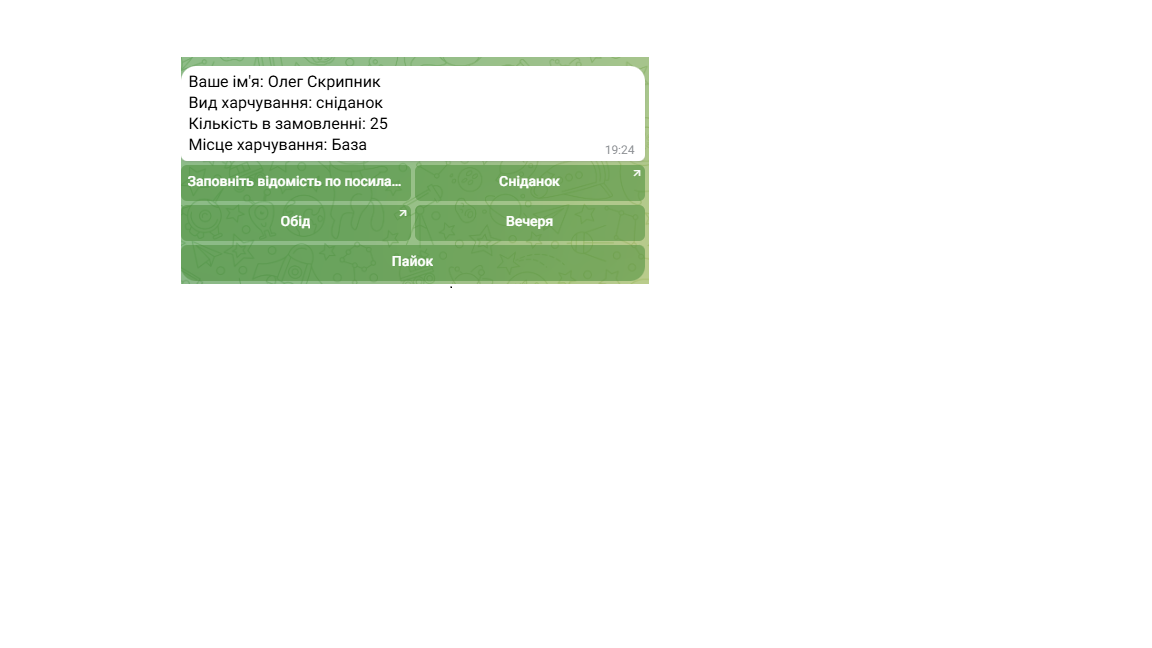 Ваше ім'я: Олег Скрипник
Вид харчування: сніданок
Кількість в замовленні: 25
Місце харчування: База
19:24
Заповніть відомість по посила...
Сніданок
Обід
Вечеря
Пайок
.